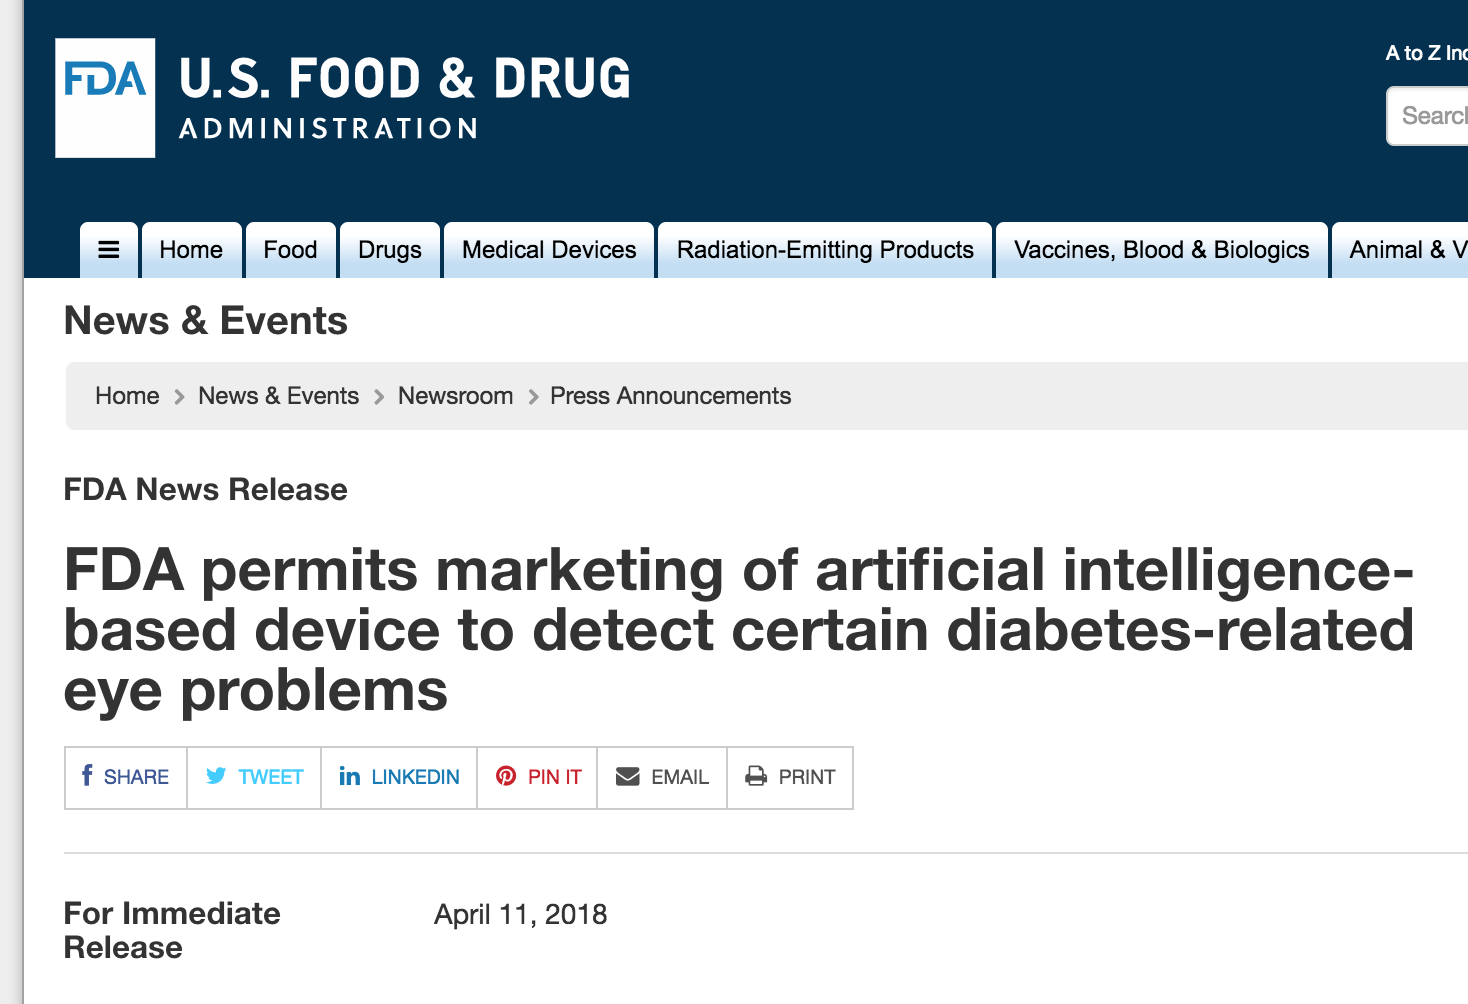 FDA
U.S. FOOD & DRUG
ADMINISTRATION
A to Z
Search
Home Food Drugs Medical Devices Radiation-Emitting Products Vaccines, Blood & Biologics Animal &
News & Events
Home > News & Events > Newsroom > Press Announcements
FDA News Release
FDA permits marketing of artificial intelligence-
based device to detect certain diabetes-related
eye problems
SHARE TWEET LINKEDIN PIN IT EMAIL PRINT
For Immediate April 11, 2018
Release